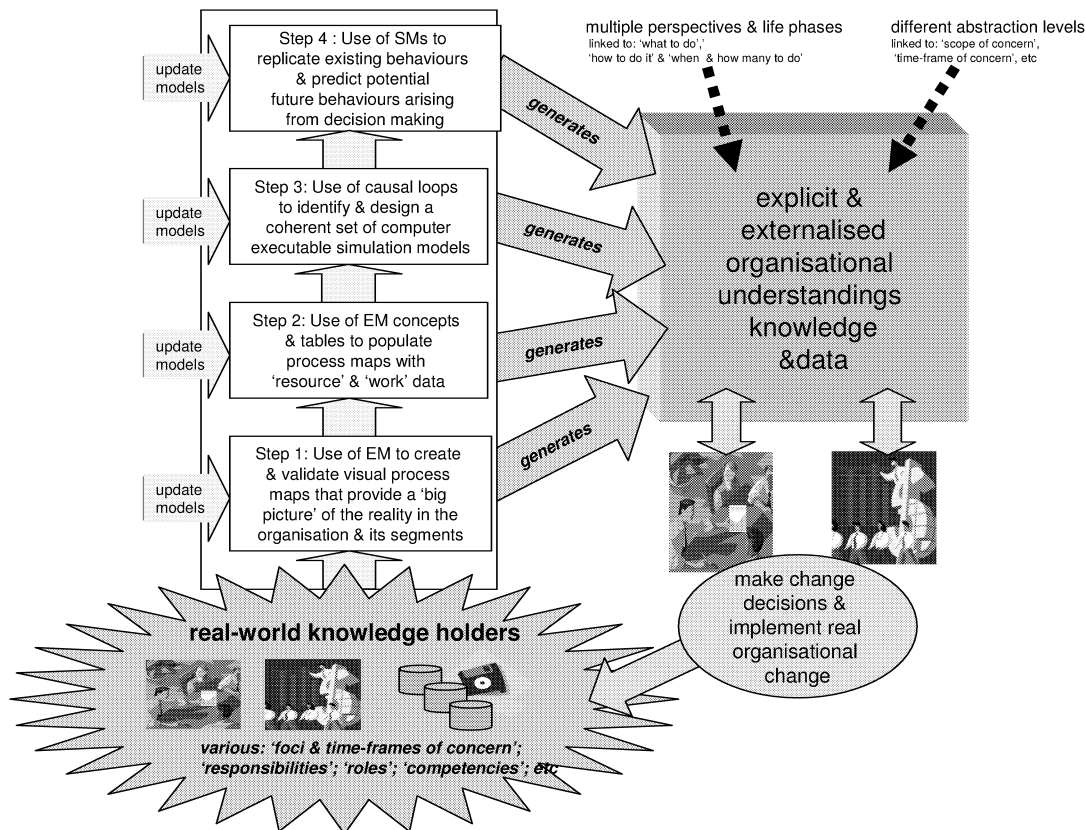 multiple perspectives & life phases
linked to: ‘what to do’,’
‘how to do it’ & ‘when & how many to do’
different abstraction levels
linked to: ‘scope of concern’,
‘time-frame of concern’, etc
update
models
Step 4 : Use of SMs to
replicate existing behaviours
& predict potential
future behaviours arising
from decision making
generates
update
models
Step 3: Use of causal loops
to identify & design a
coherent set of computer
executable simulation models
generates
update
models
Step 2: Use of EM concepts
& tables to populate
process maps with
‘resource’ & ‘work’ data
generates
update
models
Step 1: Use of EM to create
& validate visual process
maps that provide a ‘big
picture’ of the reality in the
organisation & its segments
generates
explicit &
externalised
organisational
understandings
knowledge
&data
make change
decisions &
implement real
organisational
change
real-world knowledge holders
various: ‘foci & time-frames of concern’;
‘responsibilities’; ‘roles’; ‘competencies’; etc